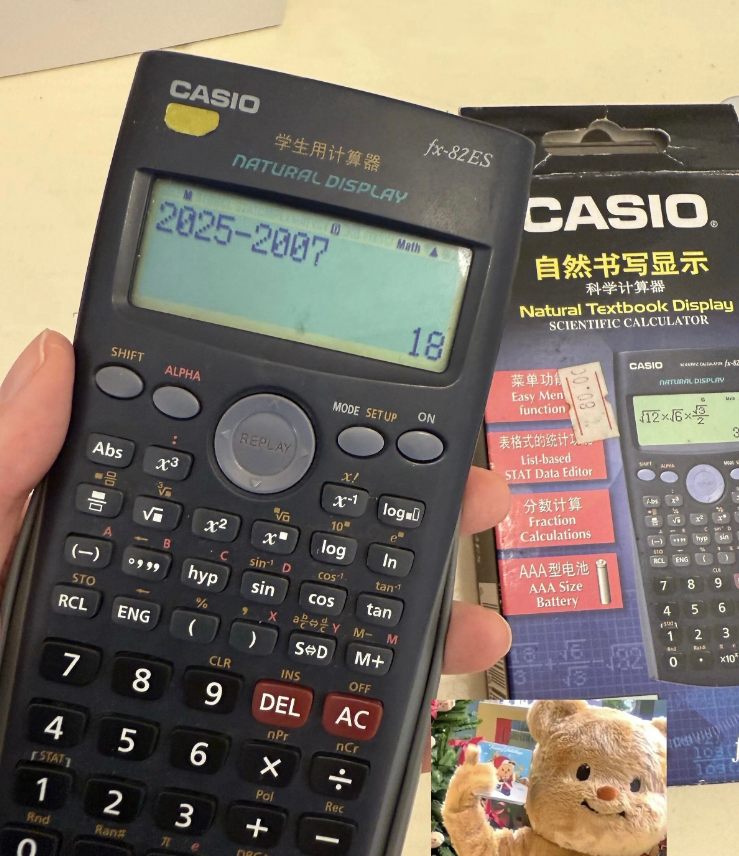 CASIO
学生用计算器
fx-82ES
NATURAL DISPLAY
M
Math ▲
2025-2007
18
SHIFT
ALPHA
MODE SETUP
ON
REPLAY
Abs
x³
x!
x⁻¹
log
√
x²
10
log
e
ln
A
(—)
B
C
hyp
sin⁻¹ D
sin
cos⁻¹
cos
tan⁻¹
tan
STO
RCL
ENG
%
(
, X
)
Y
S⇔D
M– M
M+
7
8
CLR
9
INS
DEL
OFF
AC
4
5
6
nPr
×
nCr
÷
[STAT]
1
2
3
Pol
+
Rec
−
Rnd
0
Ran#
π e
CASIO®
自然书写显示
科学计算器
Natural Textbook Display
SCIENTIFIC CALCULATOR
菜单功
Easy Men
function
表格式的统计功
List-based
STAT Data Editor
分数计算
Fraction
Calculations
AAA型电池
AAA Size
Battery
CASIO
NATURAL DISPLAY
√12×√6×√3/2
7 8 9
4 5 6
1 2 3
0